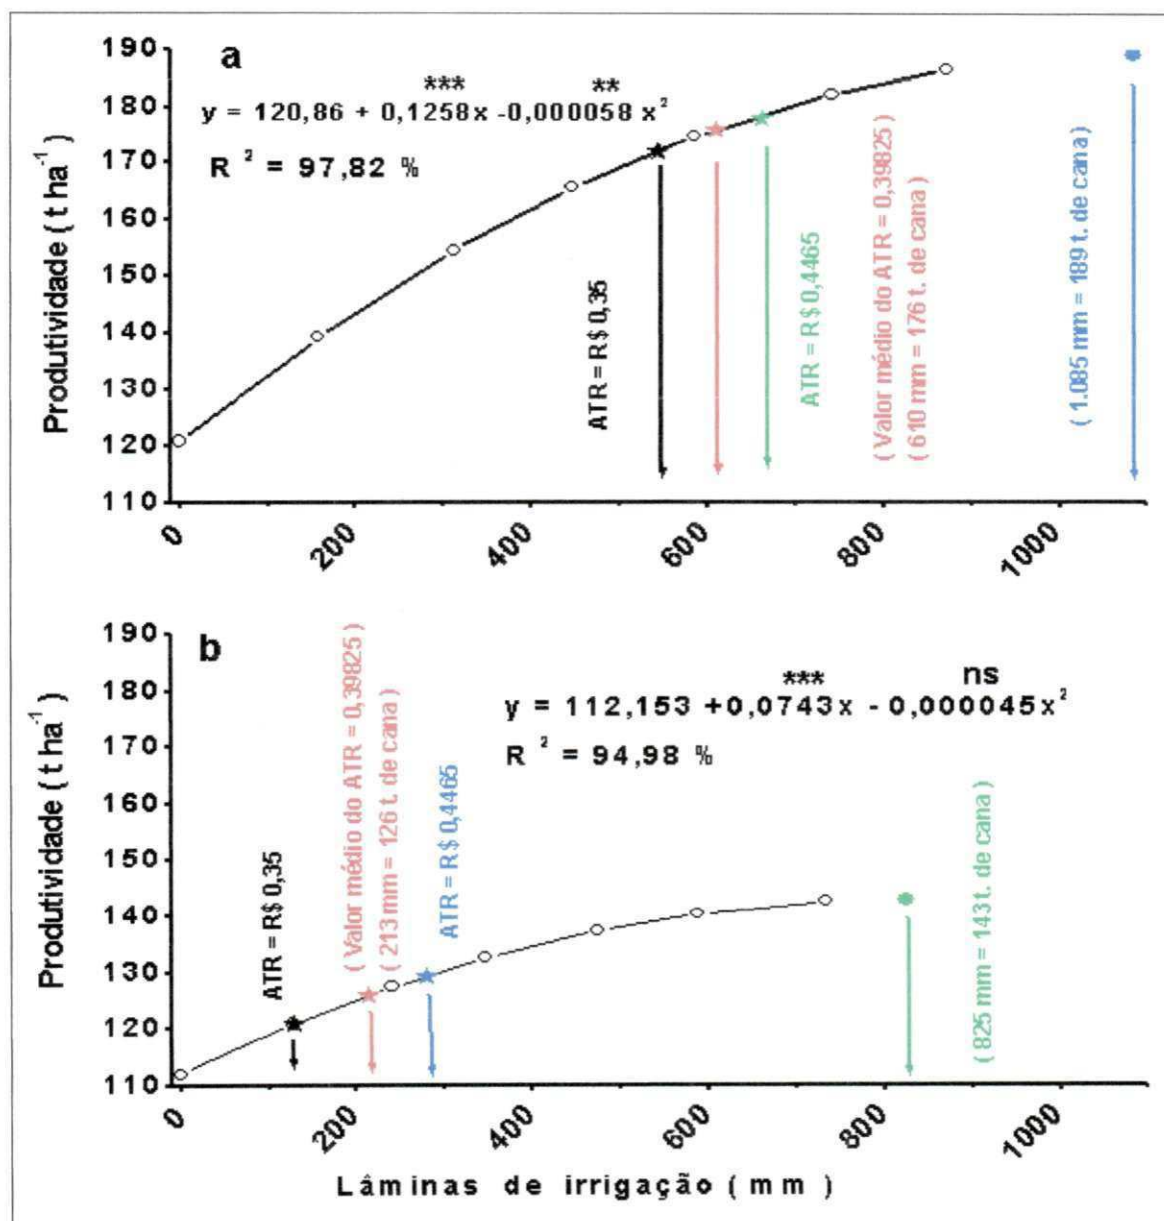 a
*** **
y = 120,86 + 0,1258x -0,000058 x²
R ² = 97,82 %
Produtividade ( t ha⁻¹ )
190
180
170
160
150
140
130
120
110
ATR = R$ 0,35
ATR = R$ 0,4465
( Valor médio do ATR = 0,39825 )
( 610 mm = 176 t. de cana )
( 1.085 mm = 189 t. de cana )
0 200 400 600 800 1000
b
*** ns
y = 112,153 +0,0743x - 0,000045x²
R ² = 94,98 %
Produtividade ( t ha⁻¹ )
190
180
170
160
150
140
130
120
110
ATR = R$ 0,35
( Valor médio do ATR = 0,39825 )
( 213 mm = 126 t. de cana )
ATR = R$ 0,4465
( 825 mm = 143 t. de cana )
0 200 400 600 800 1000
Lâminas de irrigação ( mm )